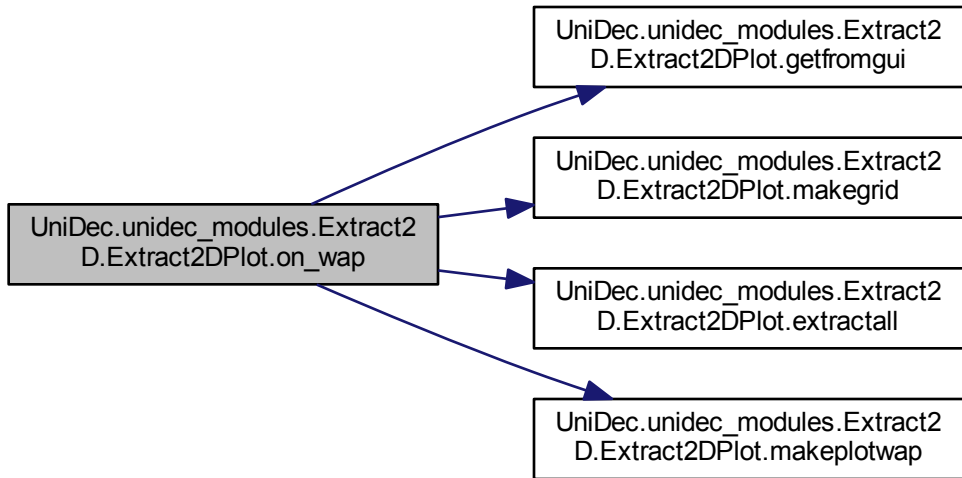 UniDec.unidec_modules.Extract2
D.Extract2DPlot.getfromgui
UniDec.unidec_modules.Extract2
D.Extract2DPlot.makegrid
UniDec.unidec_modules.Extract2
D.Extract2DPlot.on_wap
UniDec.unidec_modules.Extract2
D.Extract2DPlot.extractall
UniDec.unidec_modules.Extract2
D.Extract2DPlot.makeplotwap